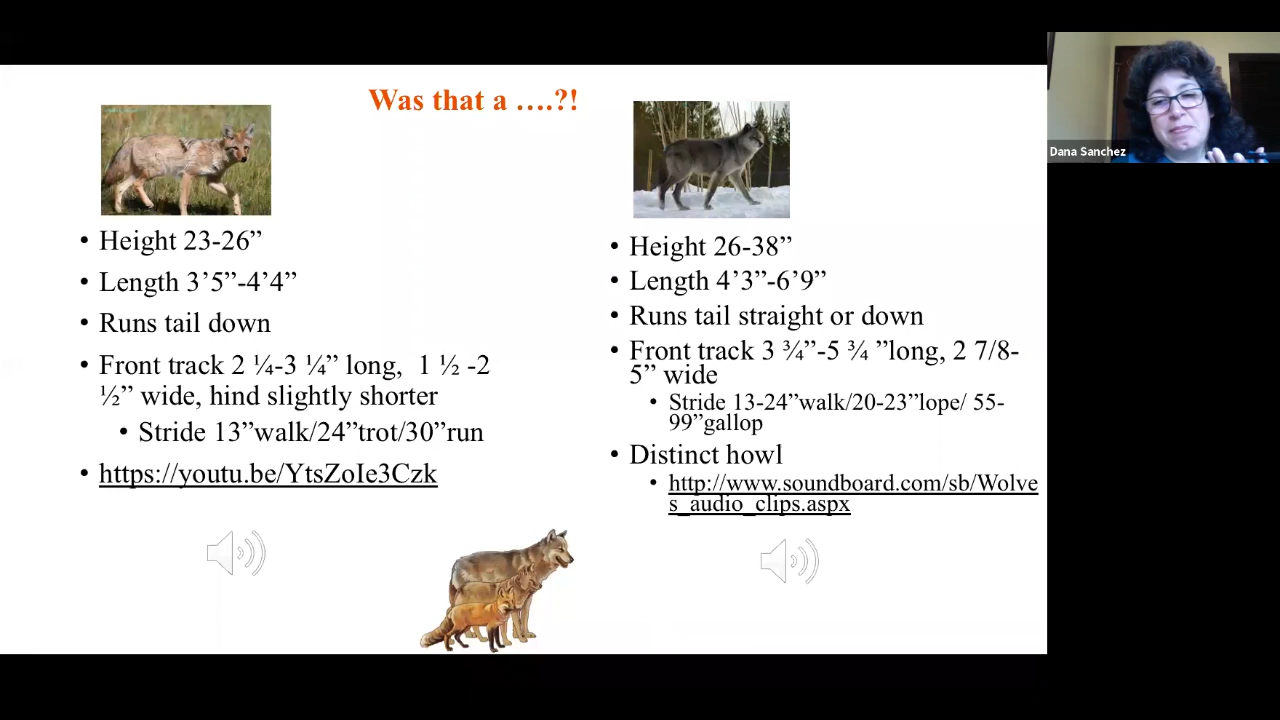 Was that a ….?!
• Height 23-26”
• Length 3’5”-4’4”
• Runs tail down
• Front track 2 ¼-3 ¼” long, 1 ½ -2
½” wide, hind slightly shorter
• Stride 13”walk/24”trot/30”run
• https://youtu.be/YtsZoIe3Czk
• Height 26-38”
• Length 4’3”-6’9”
• Runs tail straight or down
• Front track 3 ¾”-5 ¾ ”long, 2 7/8-
5” wide
• Stride 13-24”walk/20-23”lope/ 55-
99”gallop
• Distinct howl
• http://www.soundboard.com/sb/Wolve
s_audio_clips.aspx
Dana Sanchez